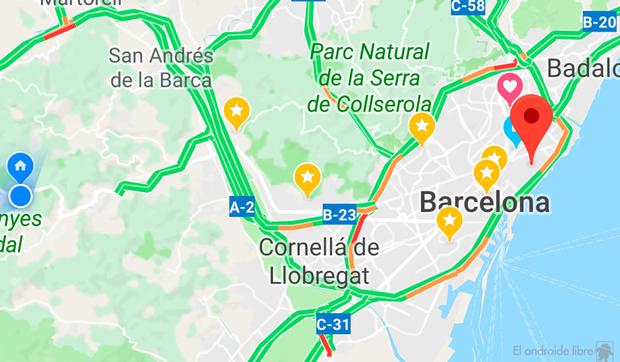 Martorell
C-58
B-20
San Andrés
de la Barca
Parc Natural
de la Serra
de Collserola
Badalo
A-2
B-23
Barcelona
nyes
dal
Cornellá de
Llobregat
C-31
El androide libre